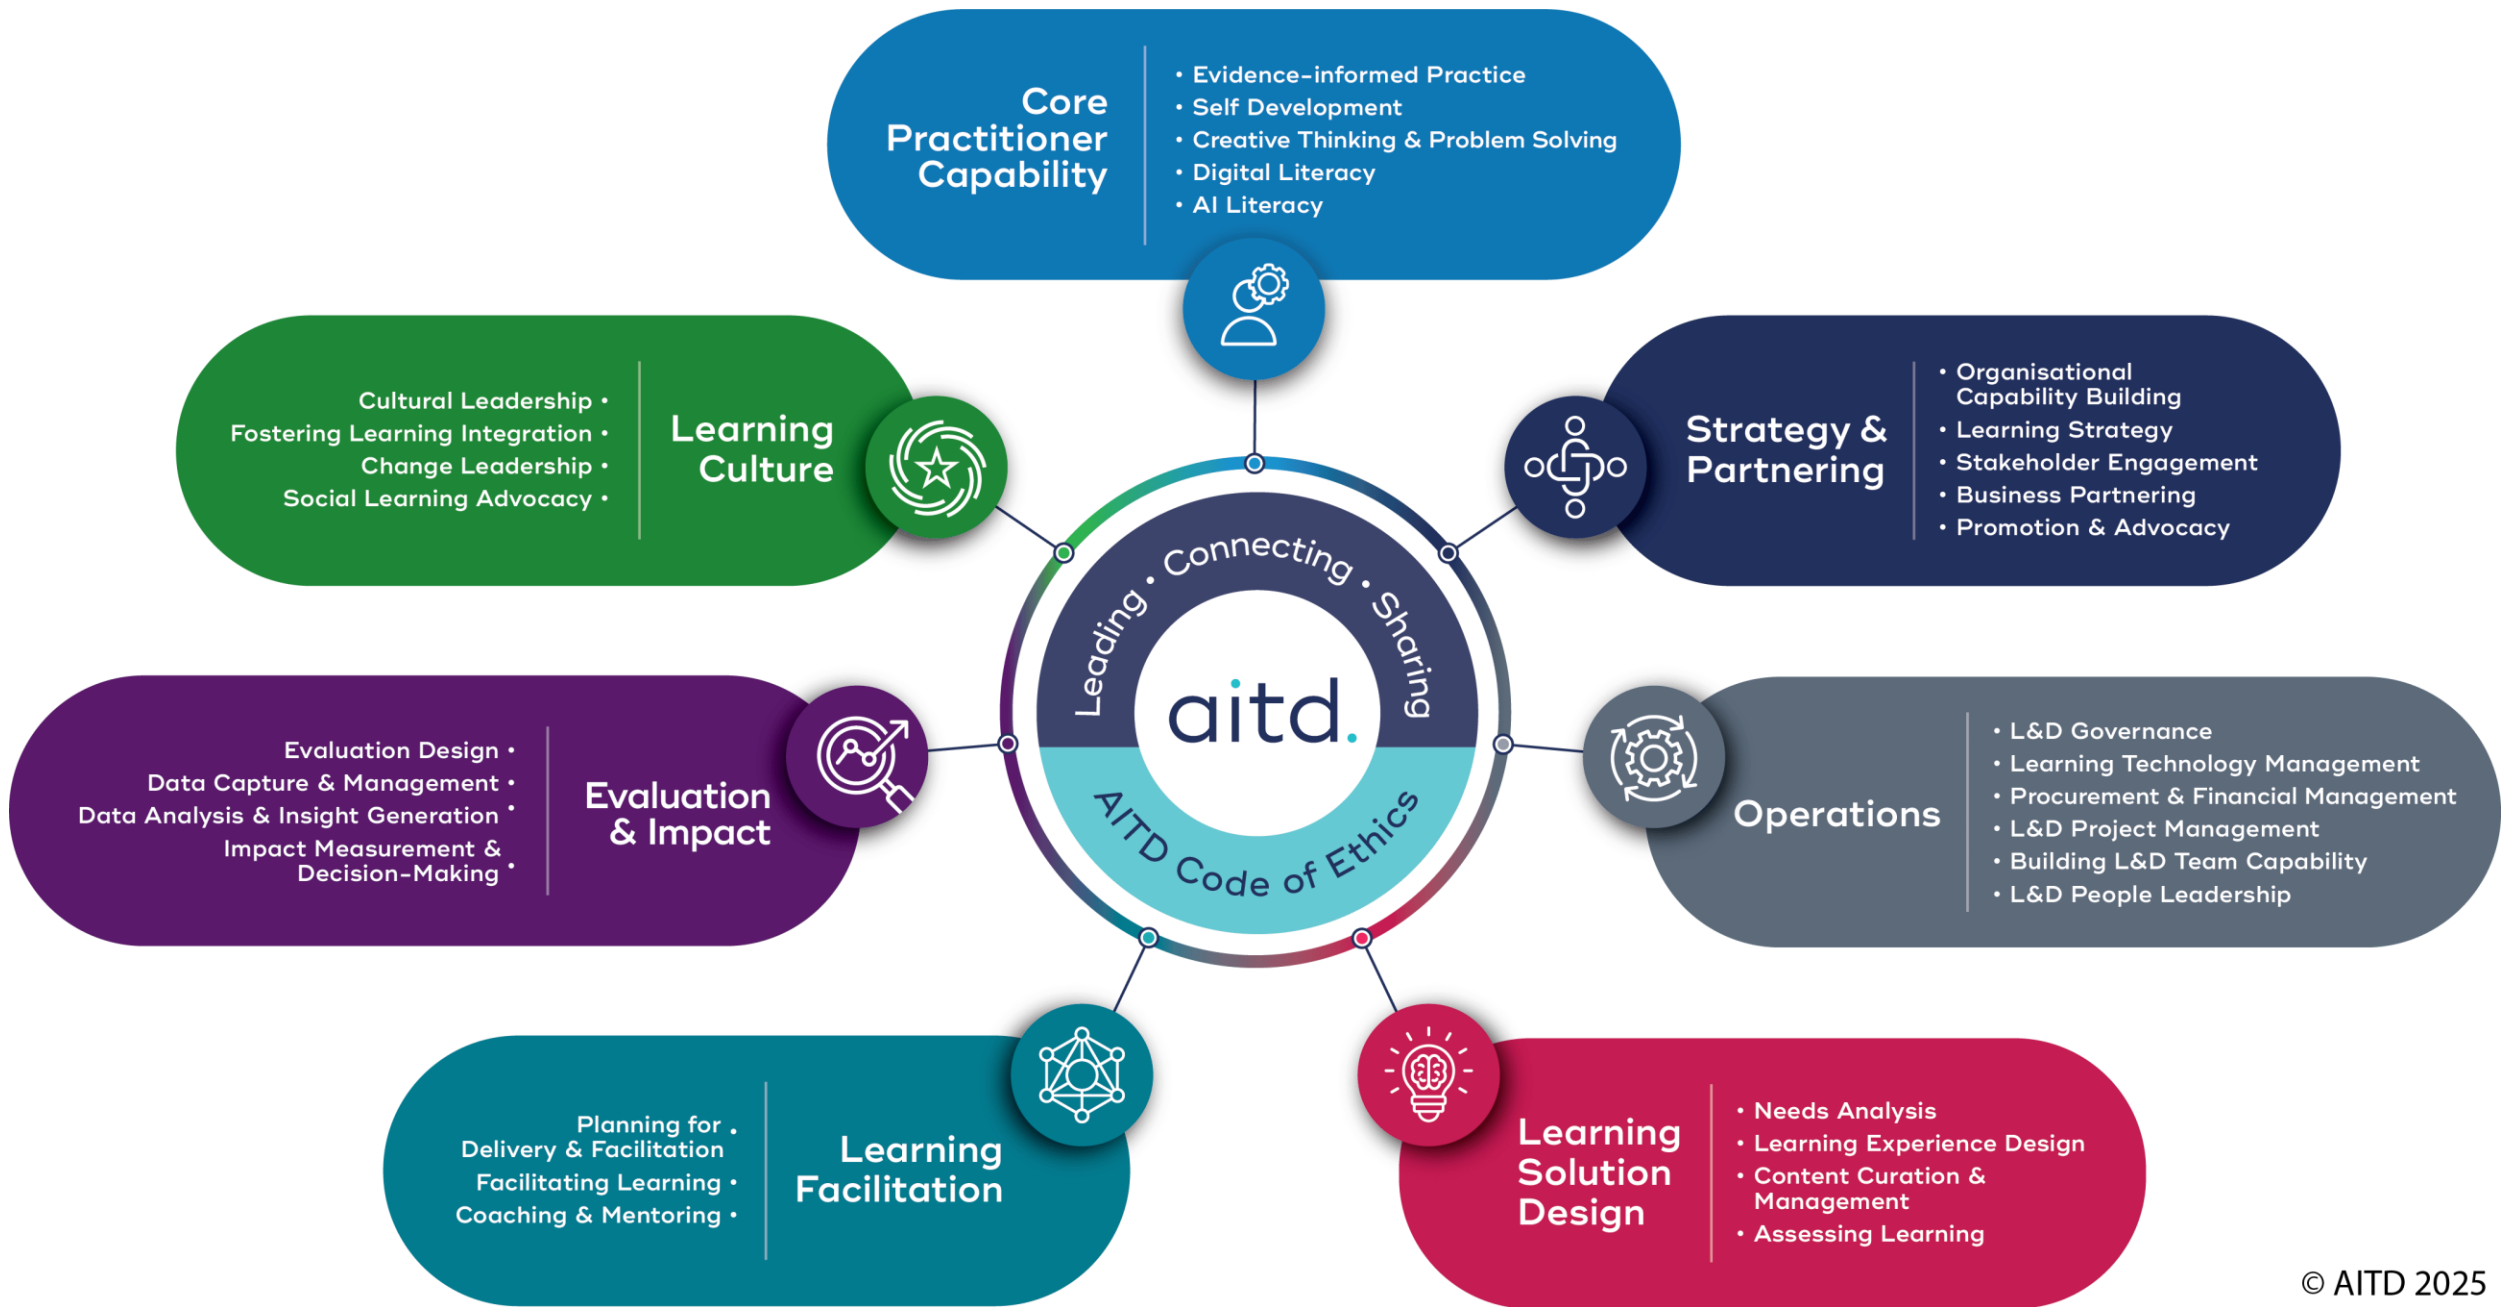 Core
Practitioner
Capability
• Evidence-informed Practice
• Self Development
• Creative Thinking & Problem Solving
• Digital Literacy
• AI Literacy
Cultural Leadership •
Fostering Learning Integration •
Change Leadership •
Social Learning Advocacy •
Learning
Culture
Strategy &
Partnering
• Organisational
Capability Building
• Learning Strategy
• Stakeholder Engagement
• Business Partnering
• Promotion & Advocacy
Leading • Connecting • Sharing
aitd.
AITD Code of Ethics
Evaluation Design •
Data Capture & Management •
Data Analysis & Insight Generation •
Impact Measurement &
Decision-Making •
Evaluation
& Impact
Operations
• L&D Governance
• Learning Technology Management
• Procurement & Financial Management
• L&D Project Management
• Building L&D Team Capability
• L&D People Leadership
Planning for •
Delivery & Facilitation
Facilitating Learning •
Coaching & Mentoring •
Learning
Facilitation
Learning
Solution
Design
• Needs Analysis
• Learning Experience Design
• Content Curation &
Management
• Assessing Learning
© AITD 2025